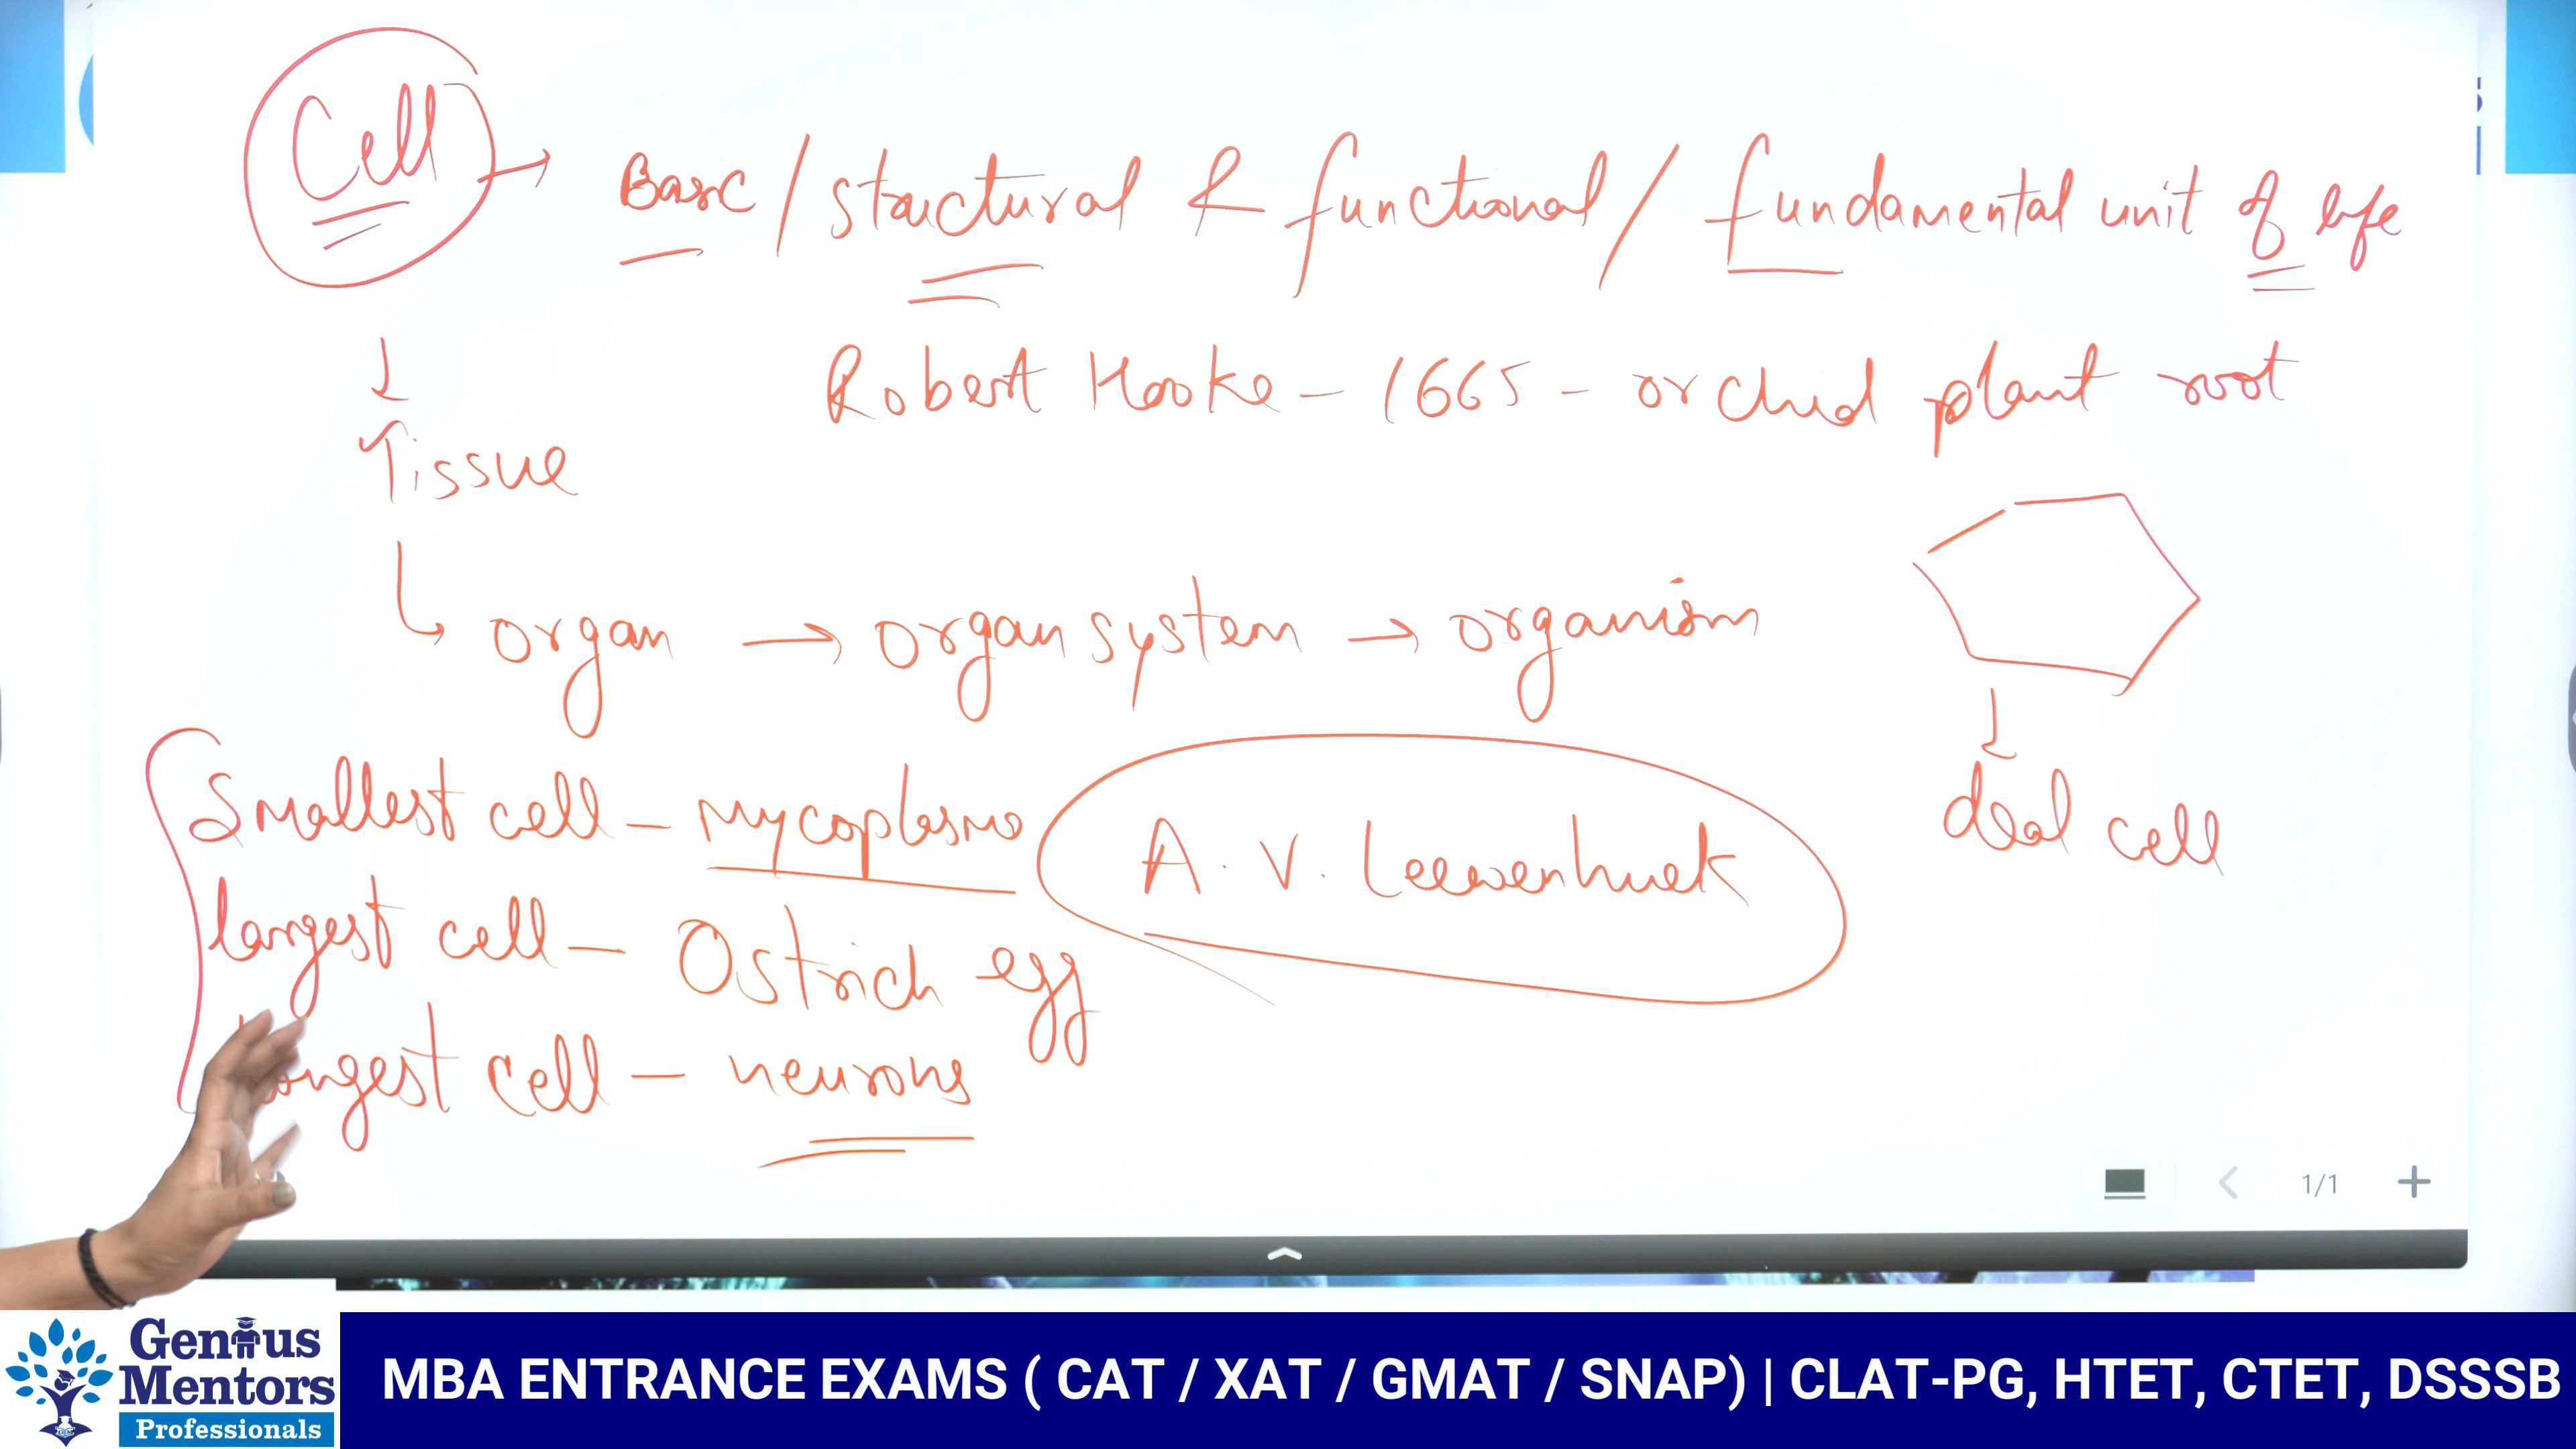 Cell → Basic / structural & functional / fundamental unit of life
↓
Robert Hooke - 1665 - orchid plant root
Tissue
↳ organ → organ system → organism
Smallest cell - mycoplasma
A. V. Leewenhuek
cell
largest cell - Ostrich egg
longest cell - neurons
1/1
Genius
Mentors
Professionals
MBA ENTRANCE EXAMS ( CAT / XAT / GMAT / SNAP) | CLAT-PG, HTET, CTET, DSSSB